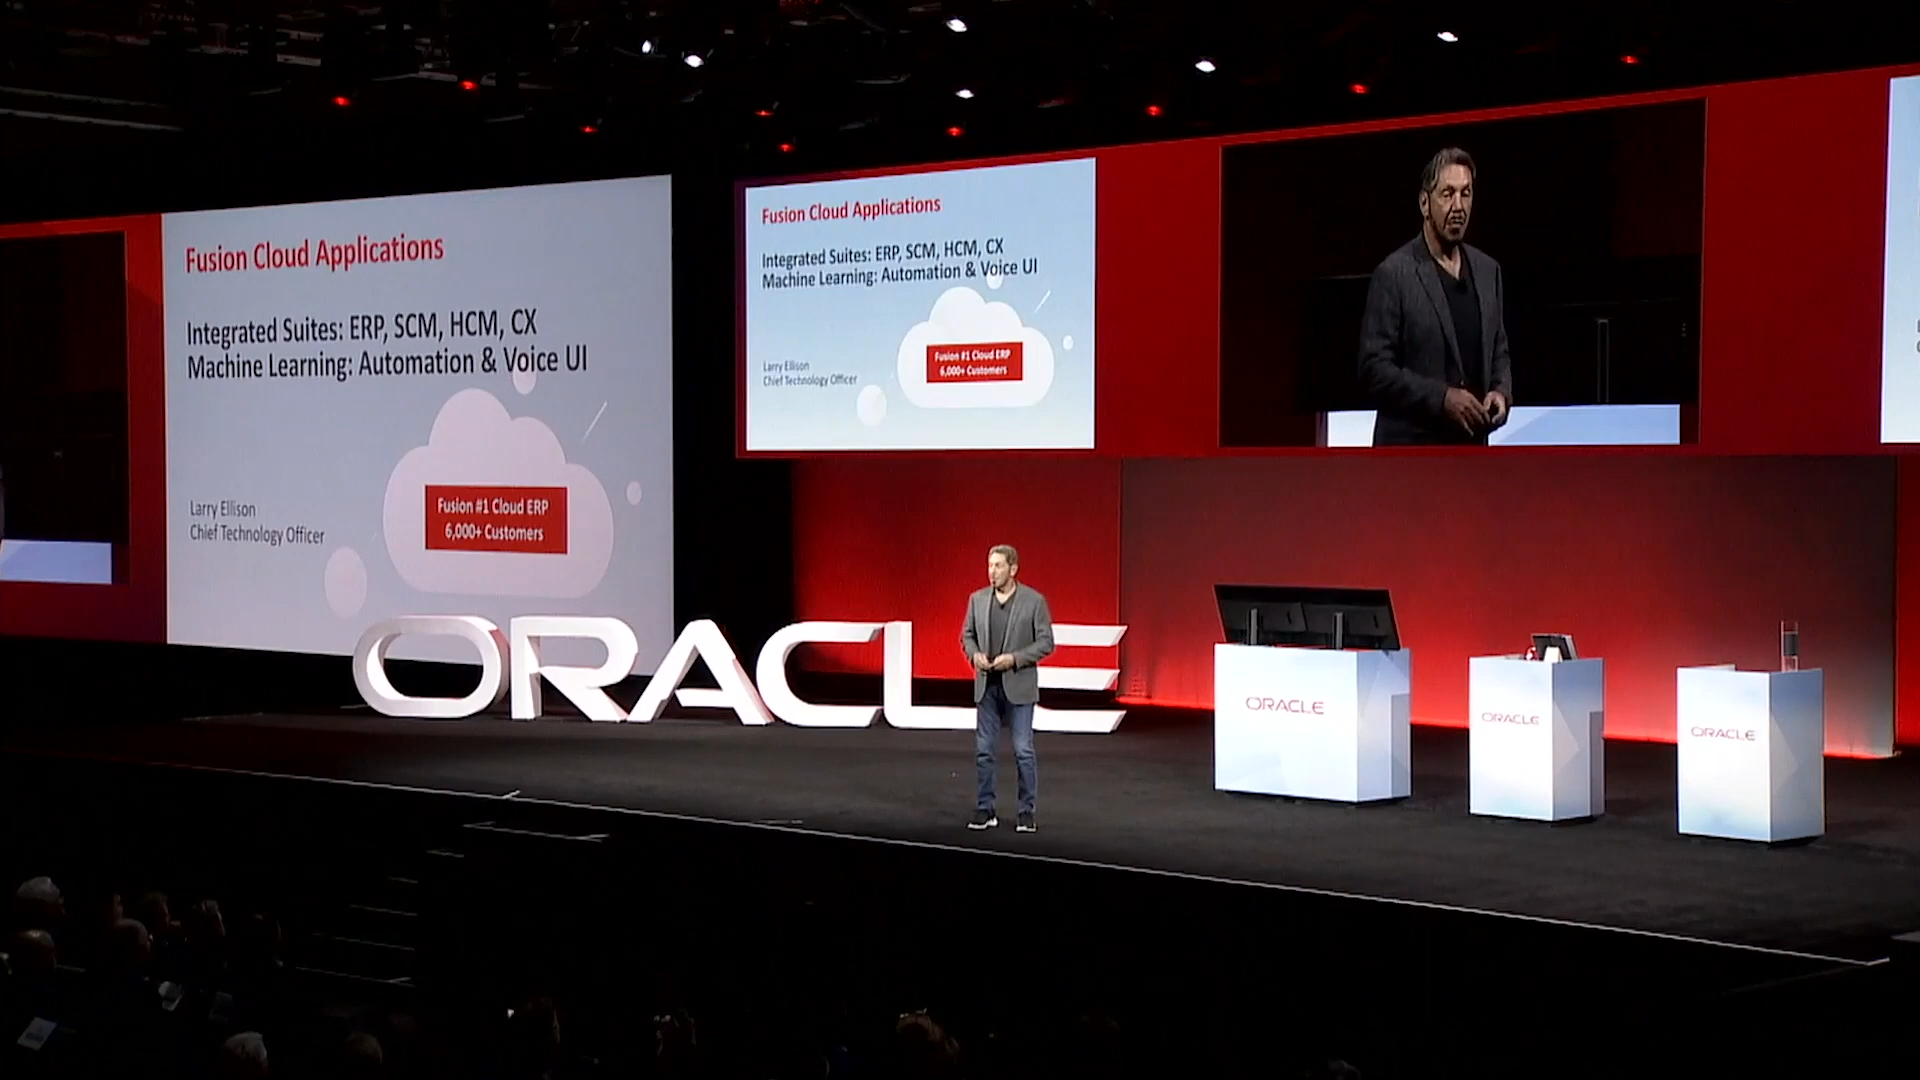 Fusion Cloud Applications
Integrated Suites: ERP, SCM, HCM, CX
Machine Learning: Automation & Voice UI
Larry Ellison
Chief Technology Officer
Fusion #1 Cloud ERP
6,000+ Customers
Fusion Cloud Applications
Integrated Suites: ERP, SCM, HCM, CX
Machine Learning: Automation & Voice UI
Larry Ellison
Chief Technology Officer
Fusion #1 Cloud ERP
6,000+ Customers
ORACLE
ORACLE
ORACLE
ORACLE